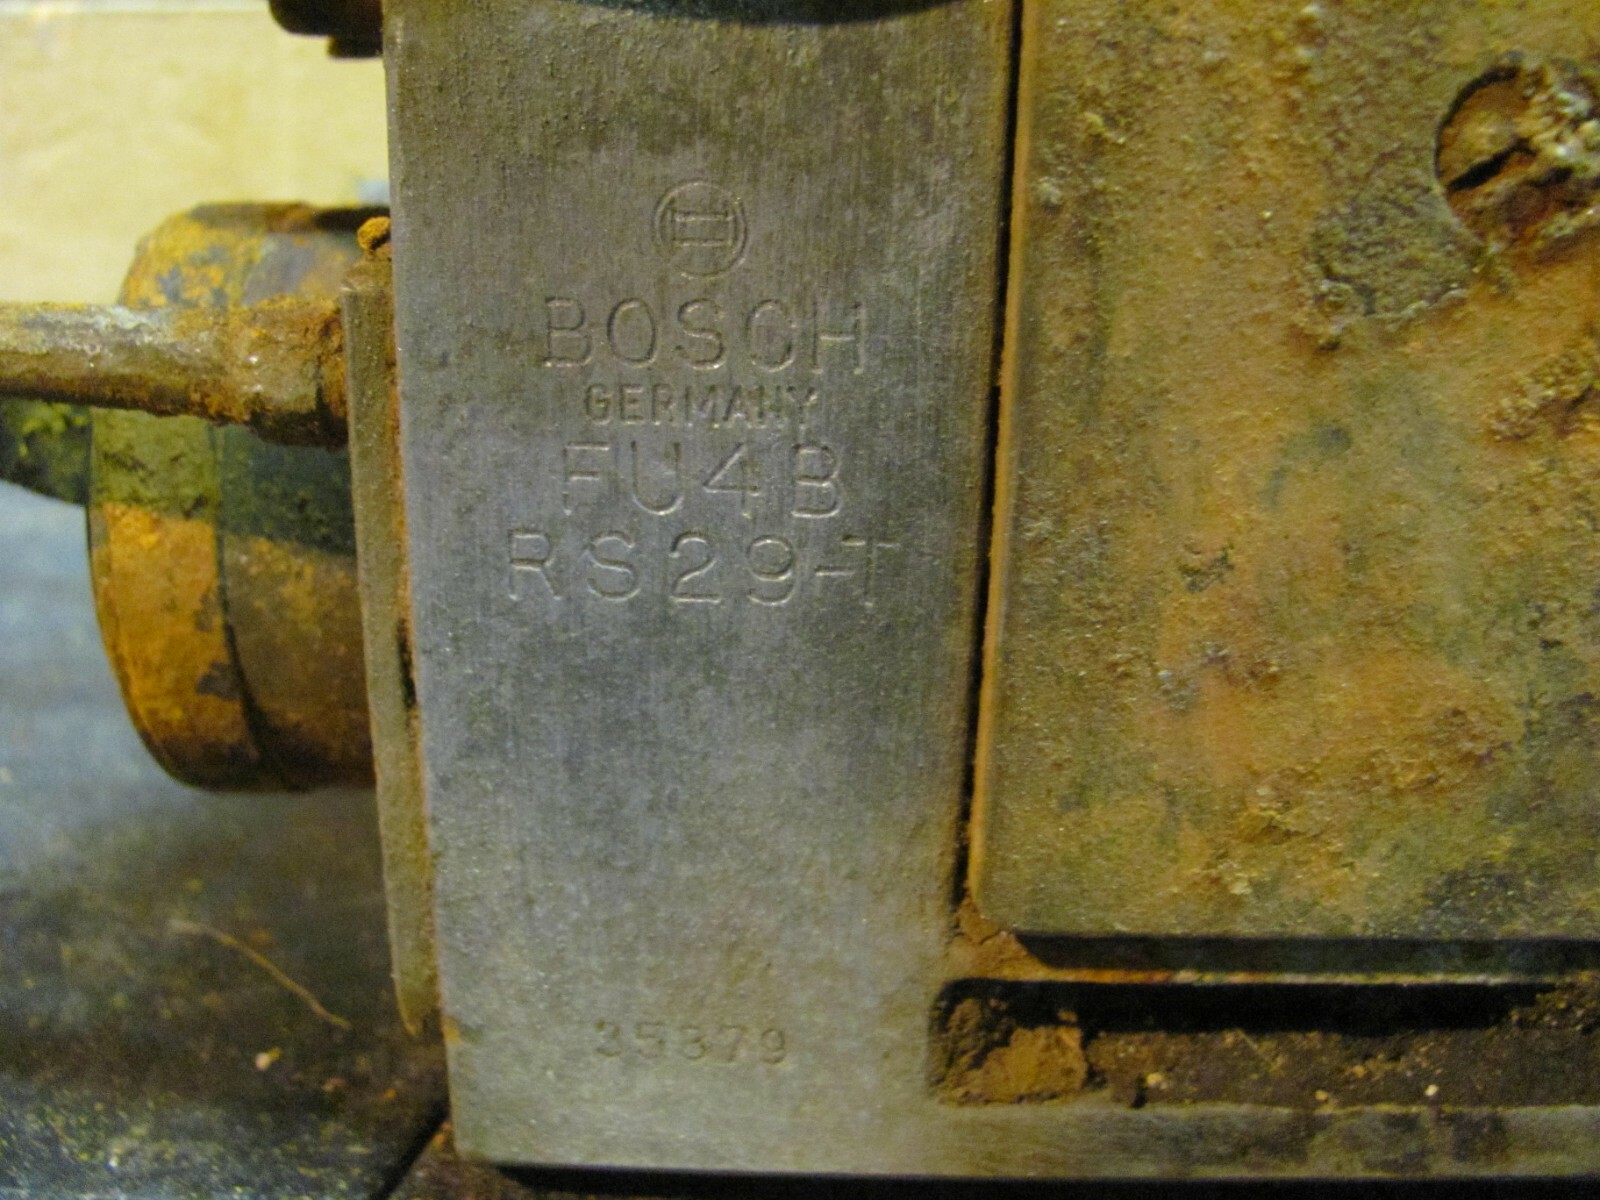 BOSCH
GERMANY
FU4B
RS29-T
35379